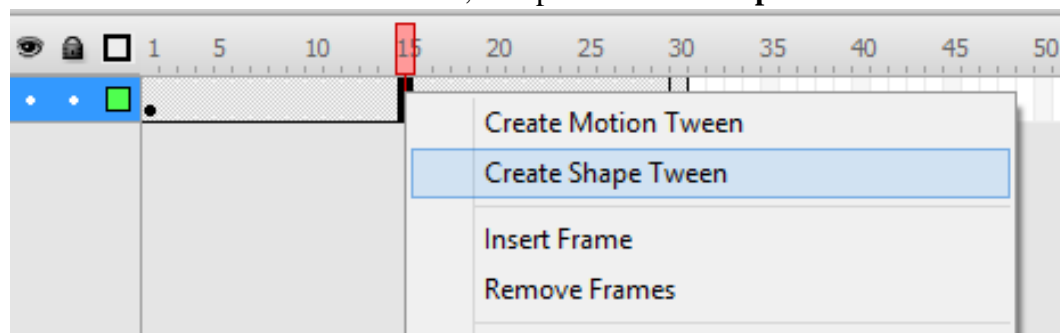 1 5 10 15 20 25 30 35 40 45 50
Create Motion Tween
Create Shape Tween
Insert Frame
Remove Frames